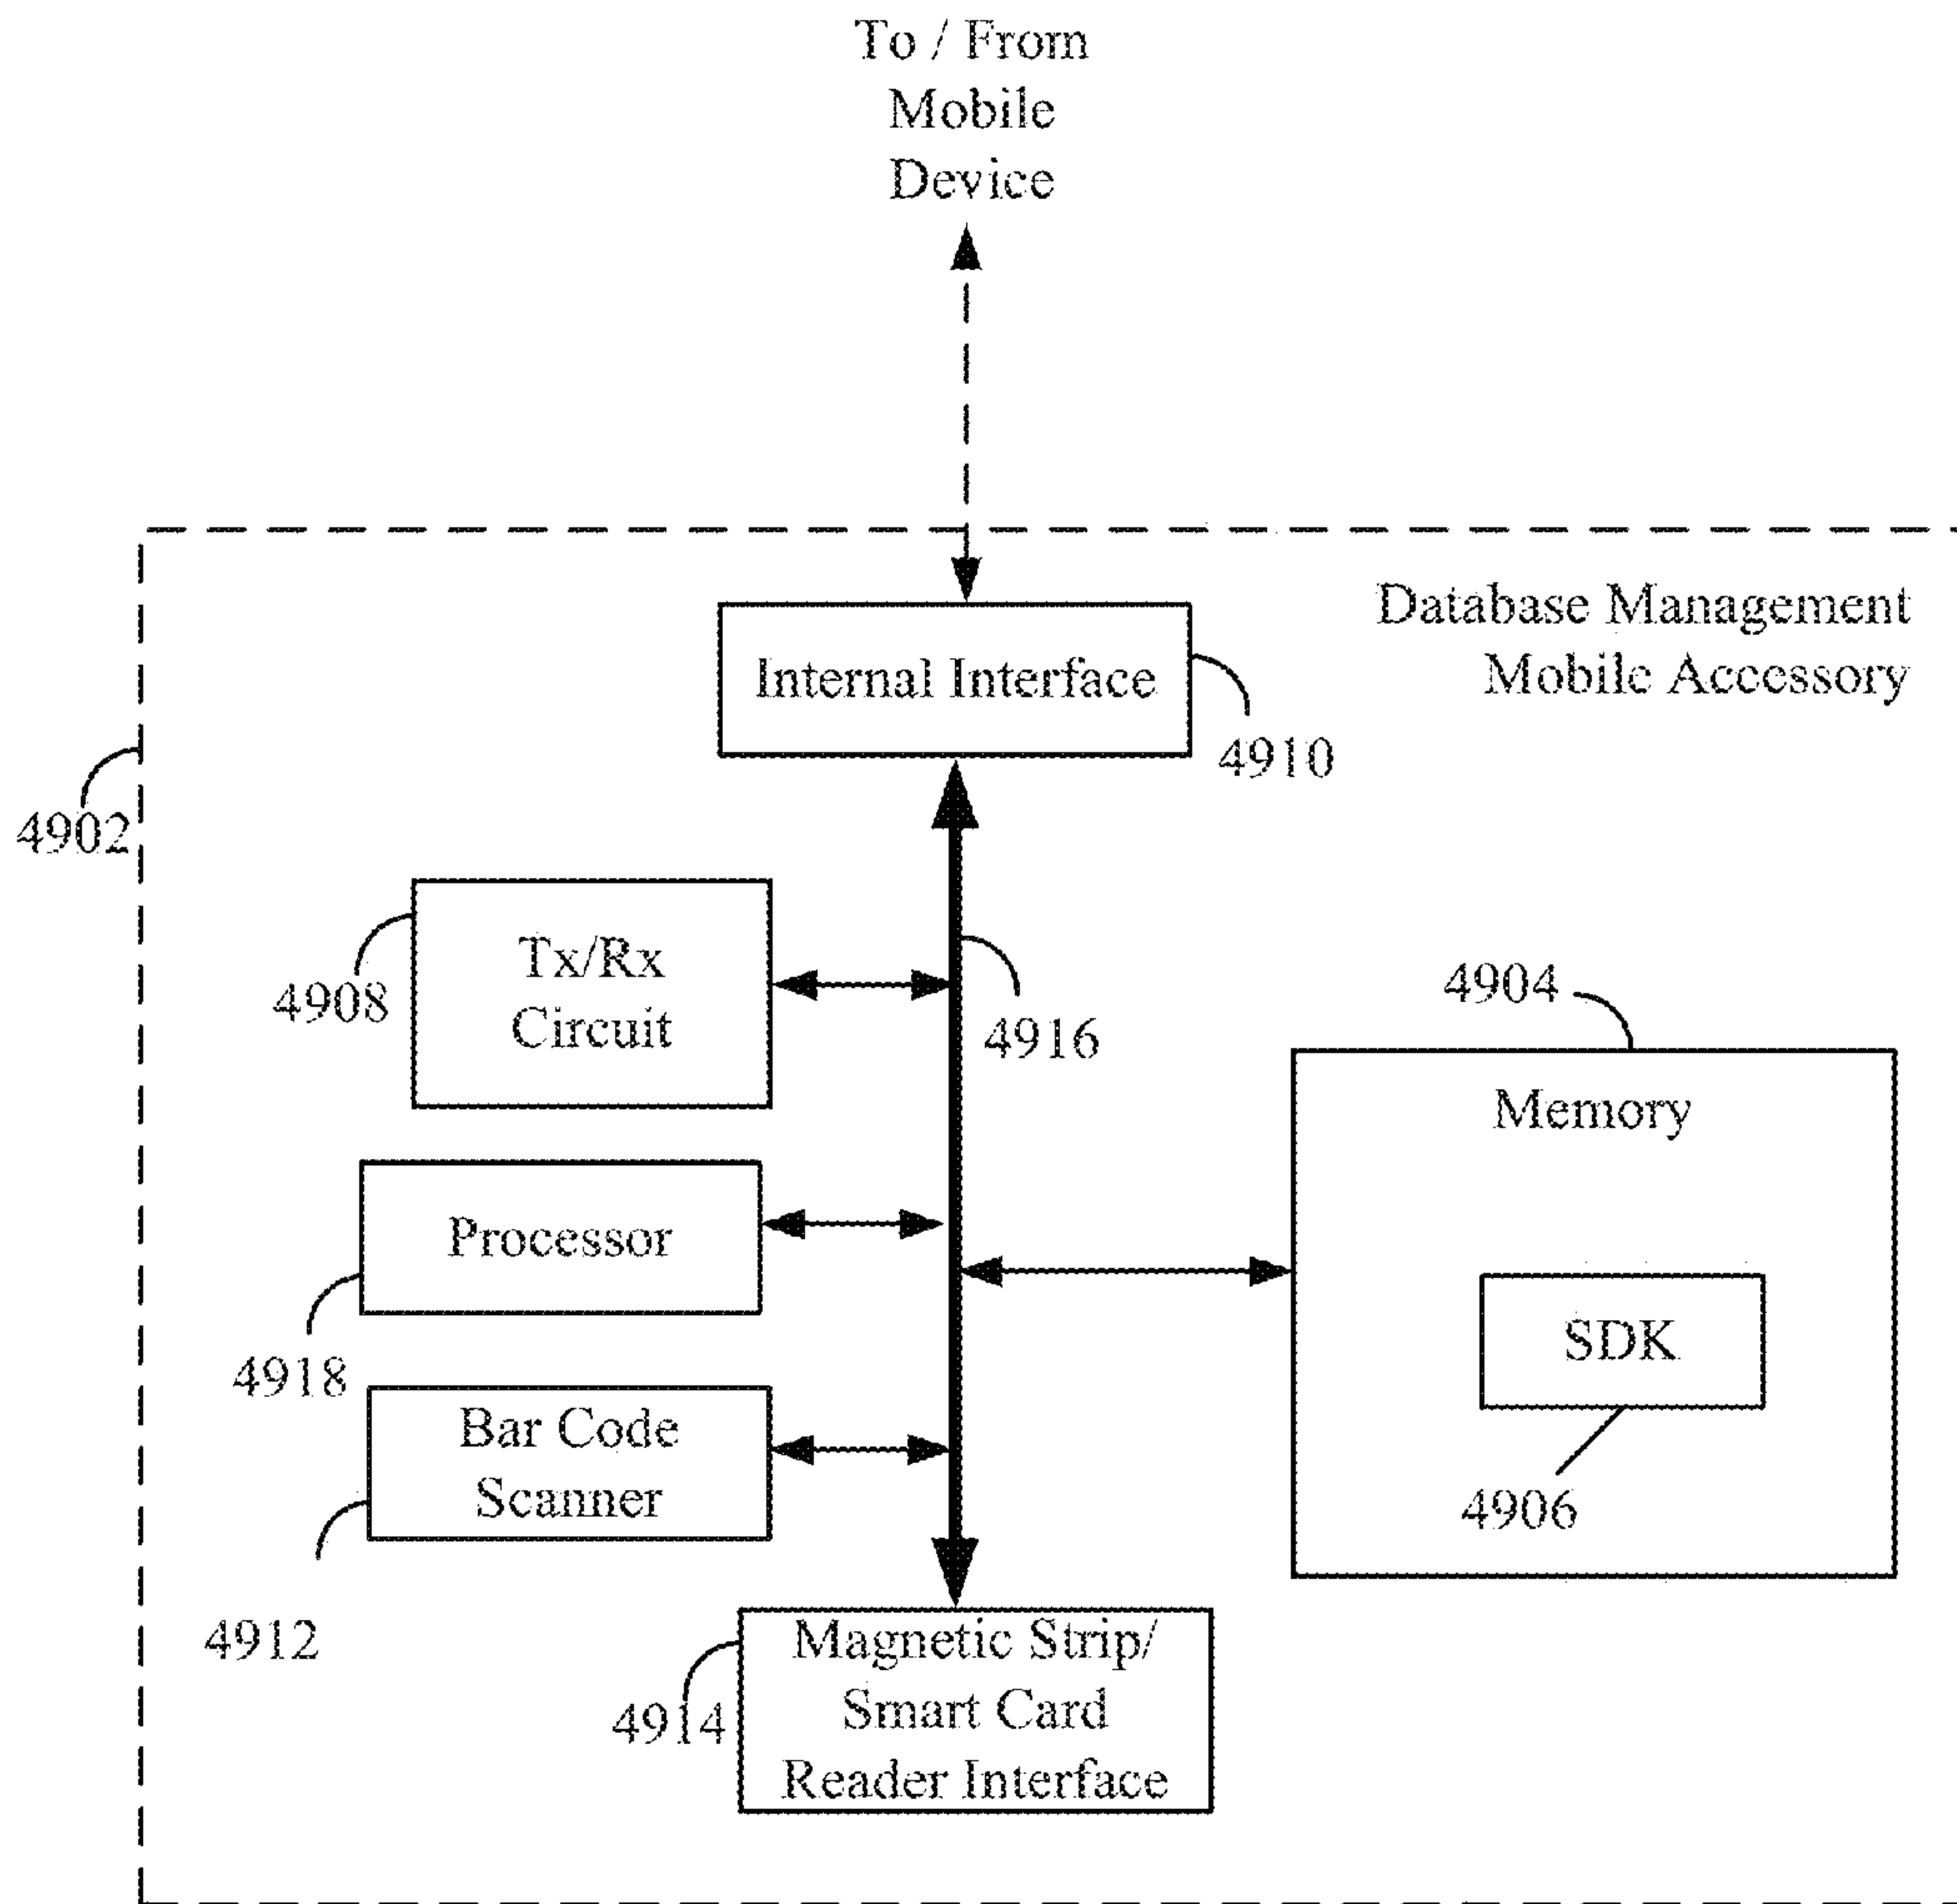 To / From
Mobile
Device
Database Management
Mobile Accessory
Internal Interface
4910
4902
Tx/Rx
Circuit
4908
4916
4904
Memory
Processor
4918
SDK
4906
Bar Code
Scanner
4912
Magnetic Strip/
Smart Card
Reader Interface
4914